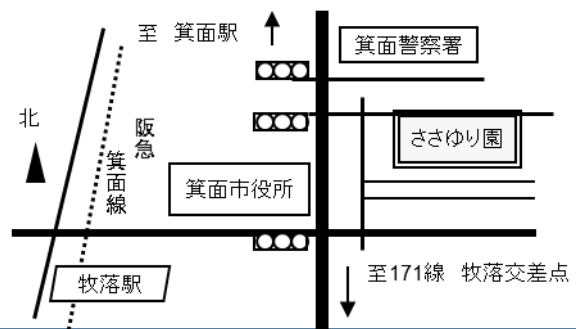 至 箕面駅
箕面警察署
北
阪急
箕面線
ささゆり園
箕面市役所
牧落駅
至171線 牧落交差点